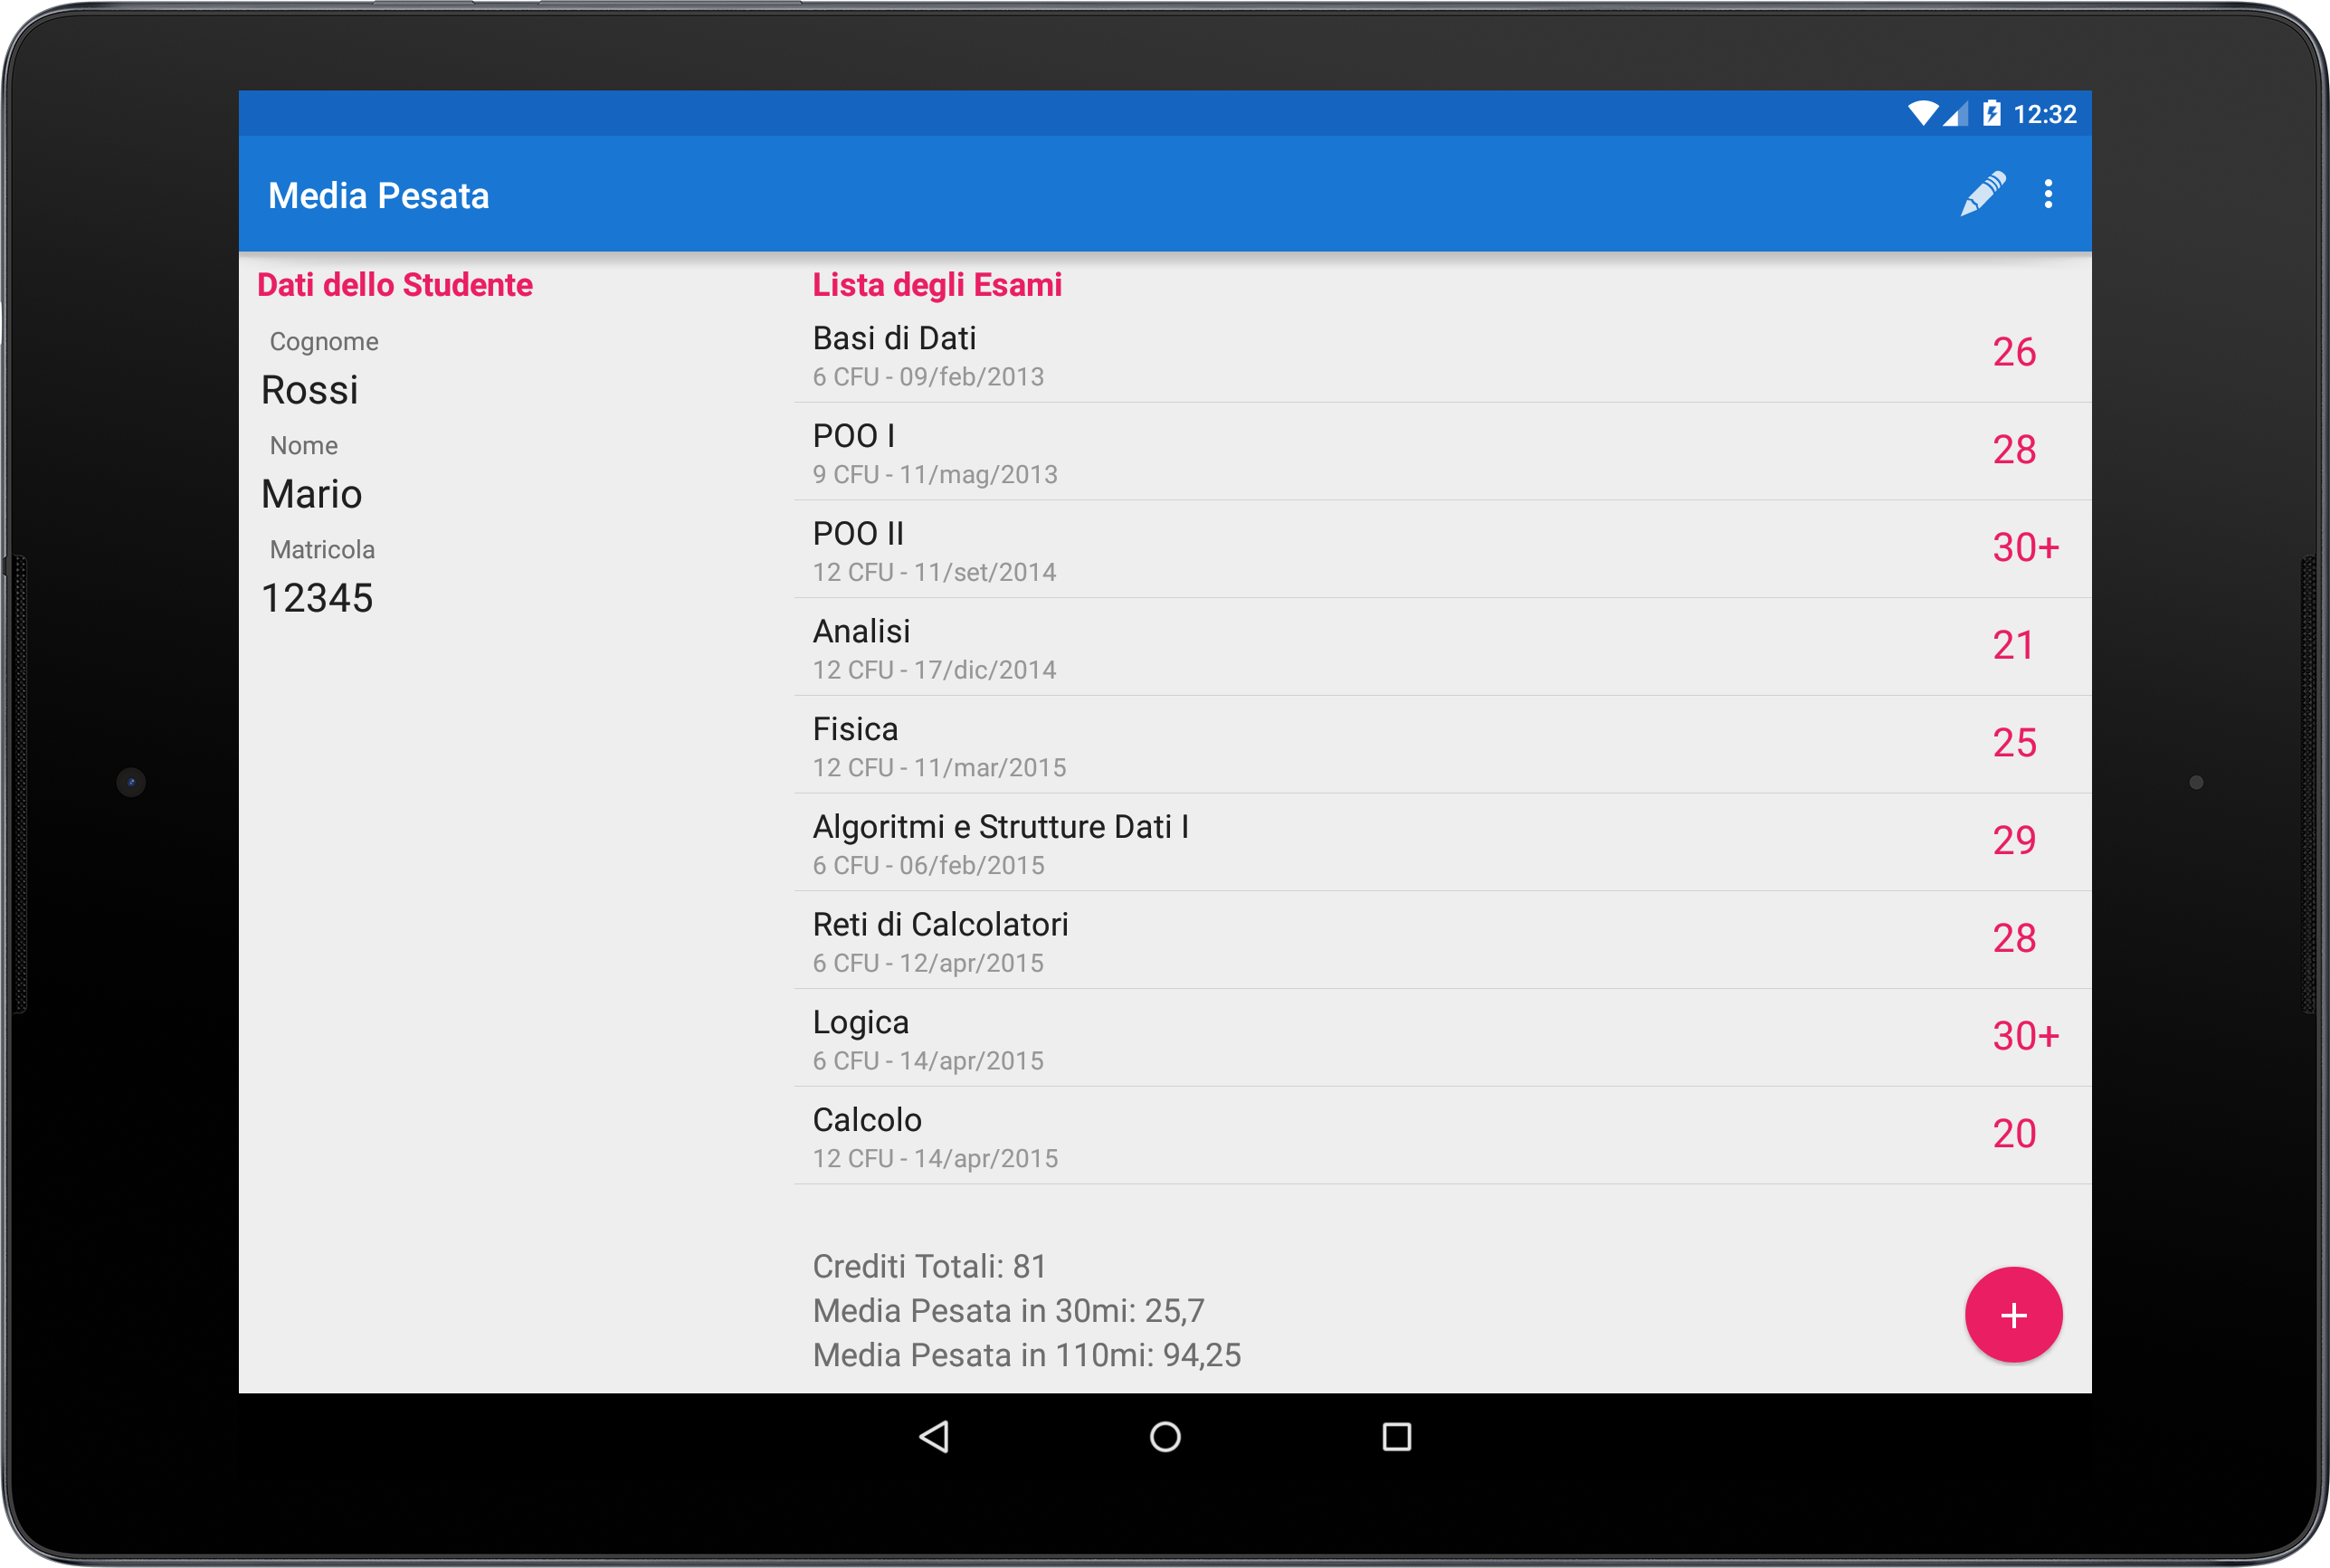 12:32
Media Pesata
Dati dello Studente
Cognome
Rossi
Nome
Mario
Matricola
12345
Lista degli Esami
Basi di Dati
6 CFU - 09/feb/2013
26
POO I
9 CFU - 11/mag/2013
28
POO II
12 CFU - 11/set/2014
30+
Analisi
12 CFU - 17/dic/2014
21
Fisica
12 CFU - 11/mar/2015
25
Algoritmi e Strutture Dati I
6 CFU - 06/feb/2015
29
Reti di Calcolatori
6 CFU - 12/apr/2015
28
Logica
6 CFU - 14/apr/2015
30+
Calcolo
12 CFU - 14/apr/2015
20
Crediti Totali: 81
Media Pesata in 30mi: 25,7
Media Pesata in 110mi: 94,25
+